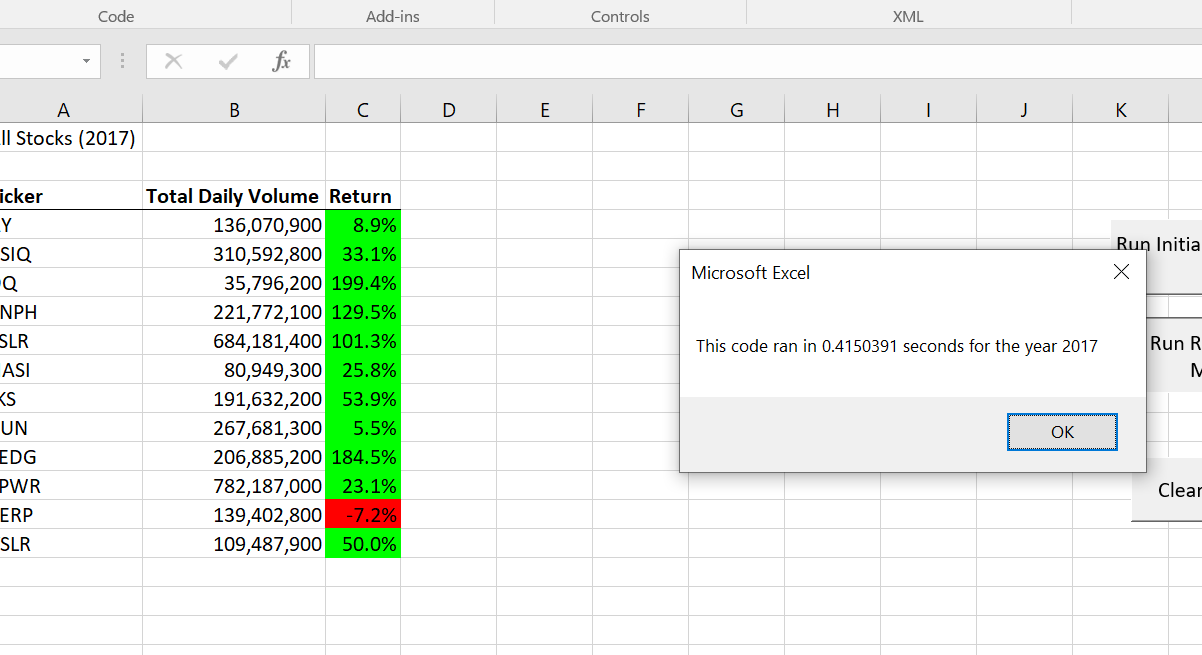 Code Add-ins Controls XML
fx
A B C D E F G H I J K
ll Stocks (2017)
icker Total Daily Volume Return
Y 136,070,900 8.9%
SIQ 310,592,800 33.1%
Q 35,796,200 199.4%
NPH 221,772,100 129.5%
SLR 684,181,400 101.3%
ASI 80,949,300 25.8%
KS 191,632,200 53.9%
UN 267,681,300 5.5%
EDG 206,885,200 184.5%
PWR 782,187,000 23.1%
ERP 139,402,800 -7.2%
SLR 109,487,900 50.0%
Run Initia
Microsoft Excel
This code ran in 0.4150391 seconds for the year 2017
OK
Run R
M
Clear